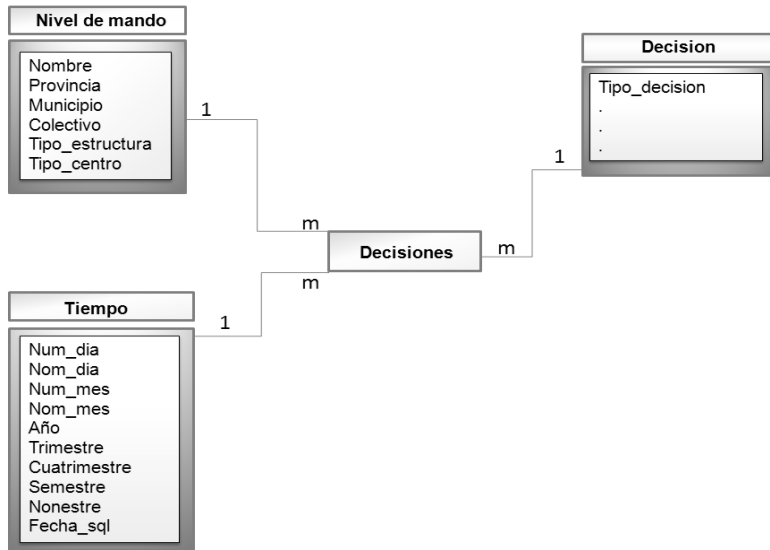 Nivel de mando
Nombre
Provincia
Municipio
Colectivo
Tipo_estructura
Tipo_centro
1
m
Decision
Tipo_decision
.
.
.
1
m
Decisiones
m
1
Tiempo
Num_dia
Nom_dia
Num_mes
Nom_mes
Año
Trimestre
Cuatrimestre
Semestre
Nonestre
Fecha_sql